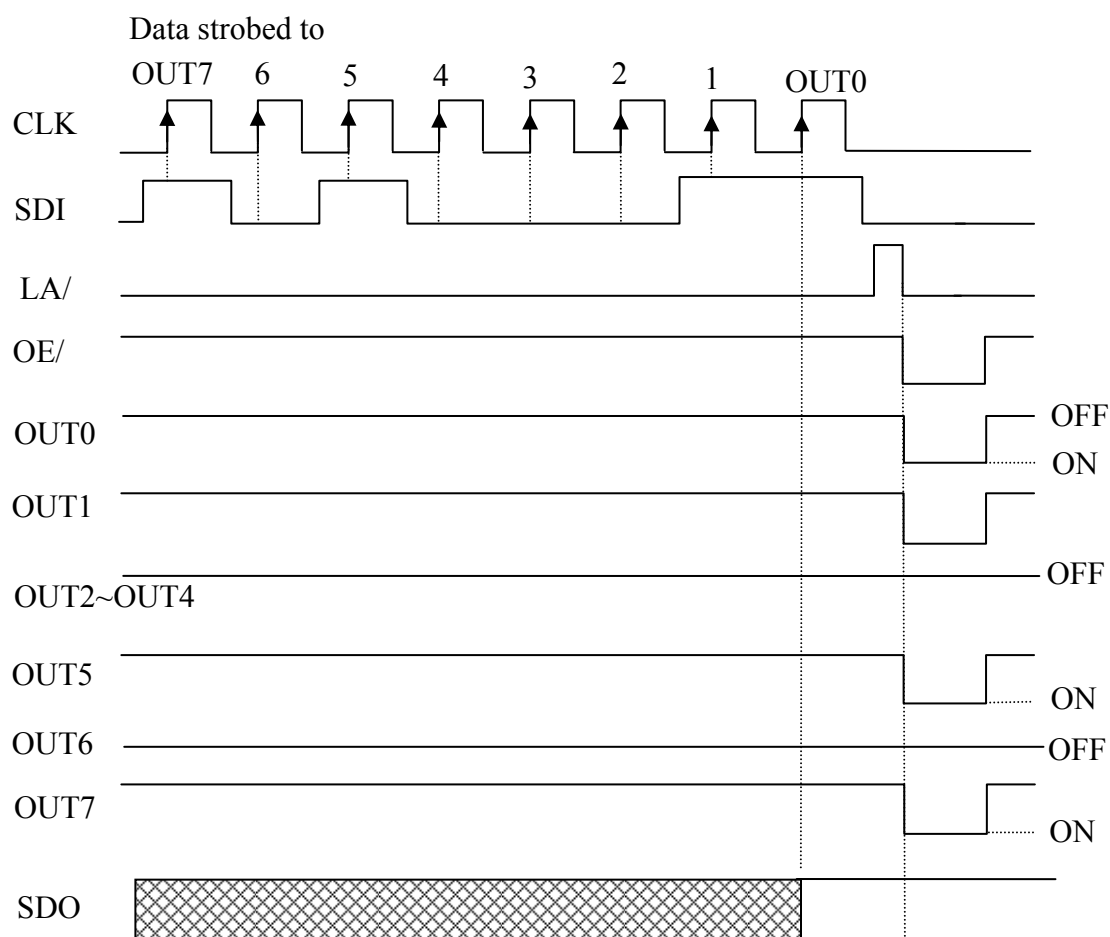 Data strobed to
OUT7 6 5 4 3 2 1 OUT0
CLK
SDI
LA/
OE/
OUT0
OFF
ON
OUT1
OUT2~OUT4
OFF
OUT5
ON
OUT6
OFF
OUT7
ON
SDO